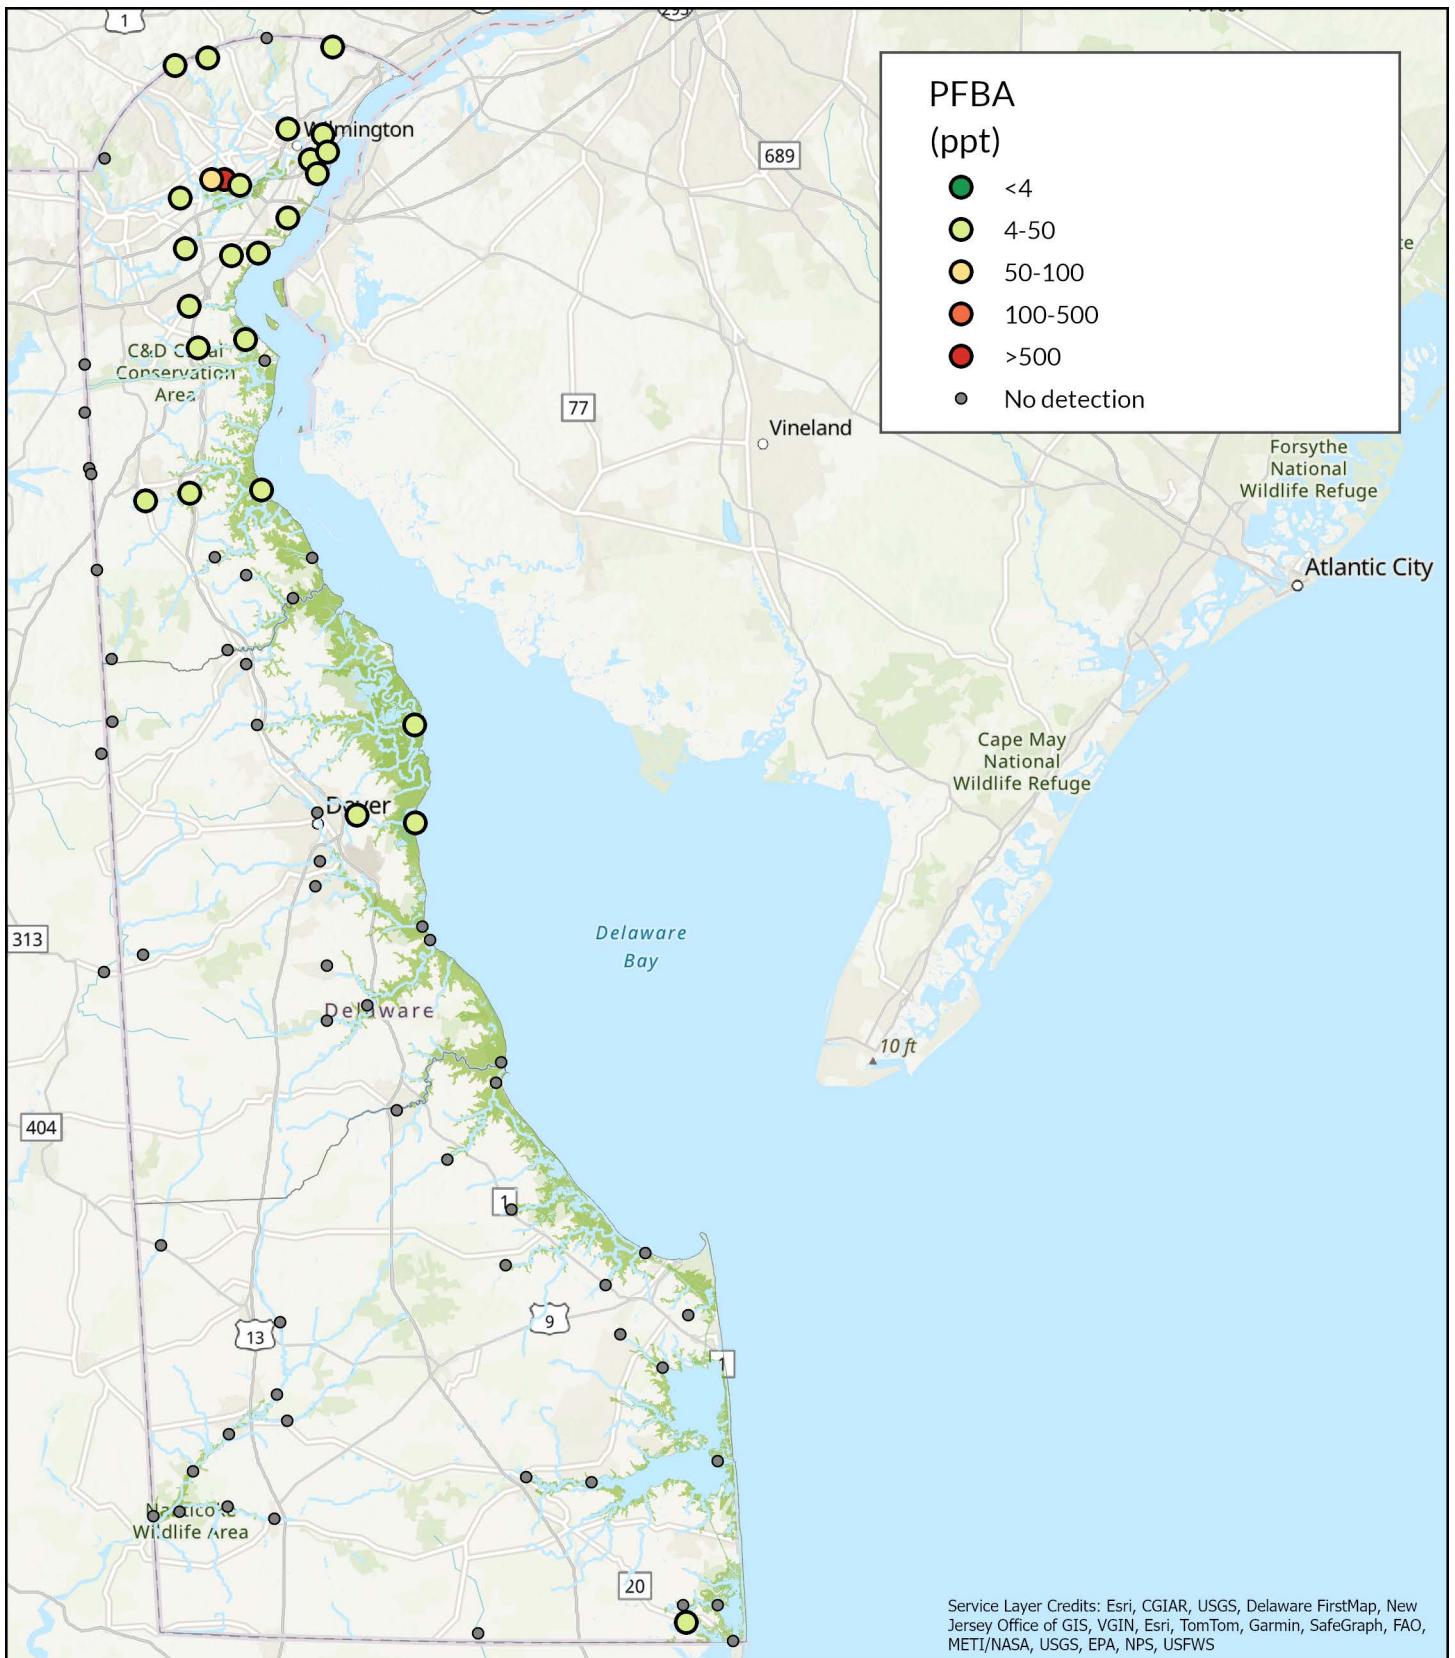 1
Wilmington
689
PFBA
(ppt)
<4
4-50
50-100
100-500
>500
No detection
C&D Canal
Conservation
Area
77
Vineland
Forsythe
National
Wildlife Refuge
Atlantic City
Cape May
National
Wildlife Refuge
Dover
313
Delaware
Bay
Delaware
10 ft
404
1
9
13
1
Nanticoke
Wildlife Area
20
Service Layer Credits: Esri, CGIAR, USGS, Delaware FirstMap, New
Jersey Office of GIS, VGIN, Esri, TomTom, Garmin, SafeGraph, FAO,
METI/NASA, USGS, EPA, NPS, USFWS